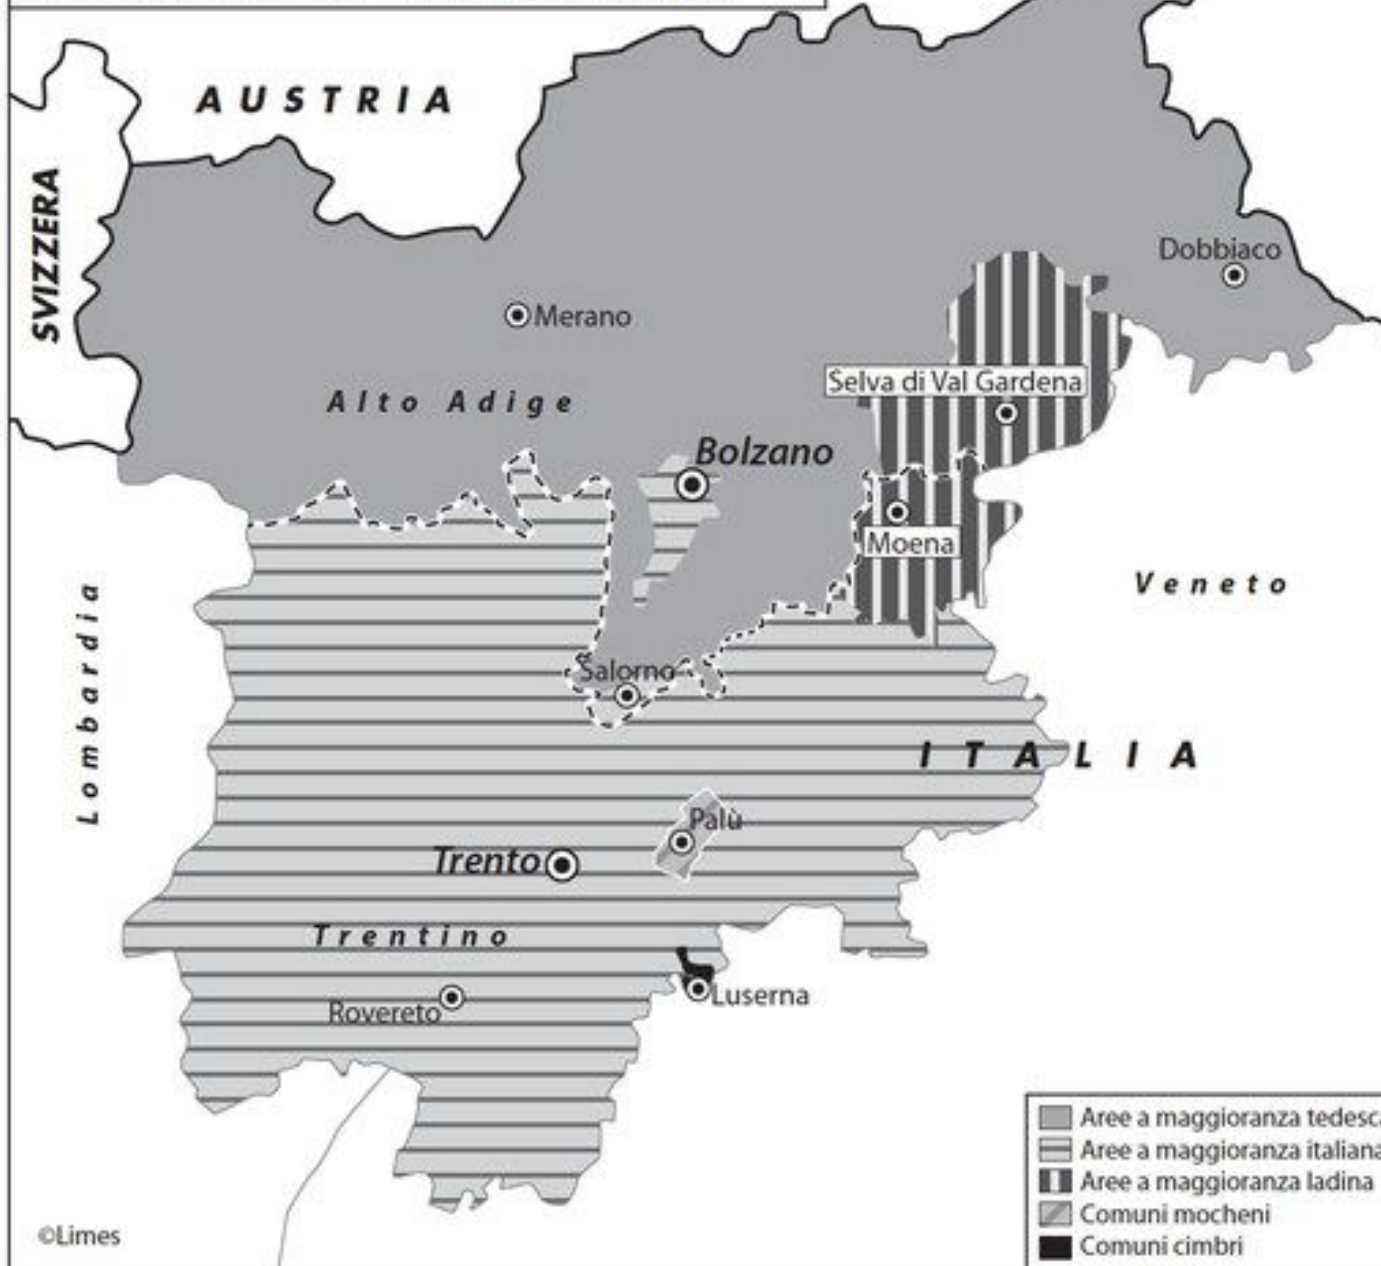 AUSTRIA
SVIZZERA
Dobbiaco
Merano
Selva di Val Gardena
Alto Adige
Bolzano
Moena
Veneto
Lombardia
Salorno
ITALIA
Palù
Trento
Trentino
Luserna
Rovereto
Aree a maggioranza tedesca
Aree a maggioranza italiana
Aree a maggioranza ladina
Comuni mocheni
Comuni cimbri
©Limes